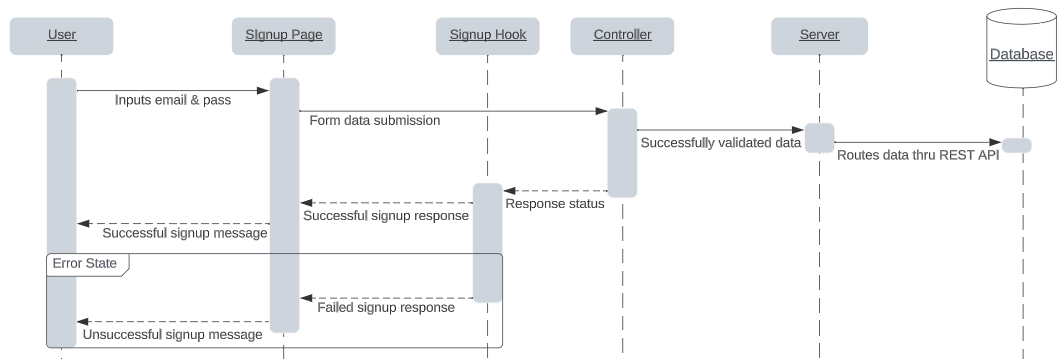 User
SIgnup Page
Signup Hook
Controller
Server
Database
Inputs email & pass
Form data submission
Successfully validated data
Routes data thru REST API
Response status
Successful signup response
Successful signup message
Error State
Failed signup response
Unsuccessful signup message